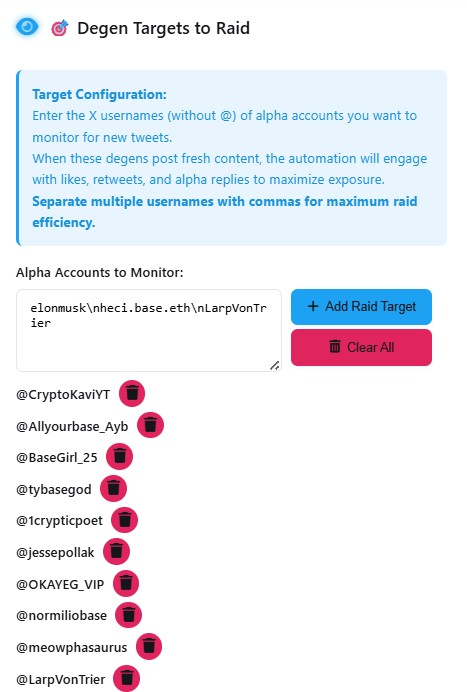 Degen Targets to Raid
Target Configuration:
Enter the X usernames (without @) of alpha accounts you want to
monitor for new tweets.
When these degens post fresh content, the automation will engage
with likes, retweets, and alpha replies to maximize exposure.
Separate multiple usernames with commas for maximum raid
efficiency.
Alpha Accounts to Monitor:
elonmusk\nheci.base.eth\nLarpVonTr
ier
+ Add Raid Target
Clear All
@CryptoKaviYT
@Allyourbase_Ayb
@BaseGirl_25
@tybasegod
@1crypticpoet
@jessepollak
@OKAYEG_VIP
@normiliobase
@meowphasaurus
@LarpVonTrier